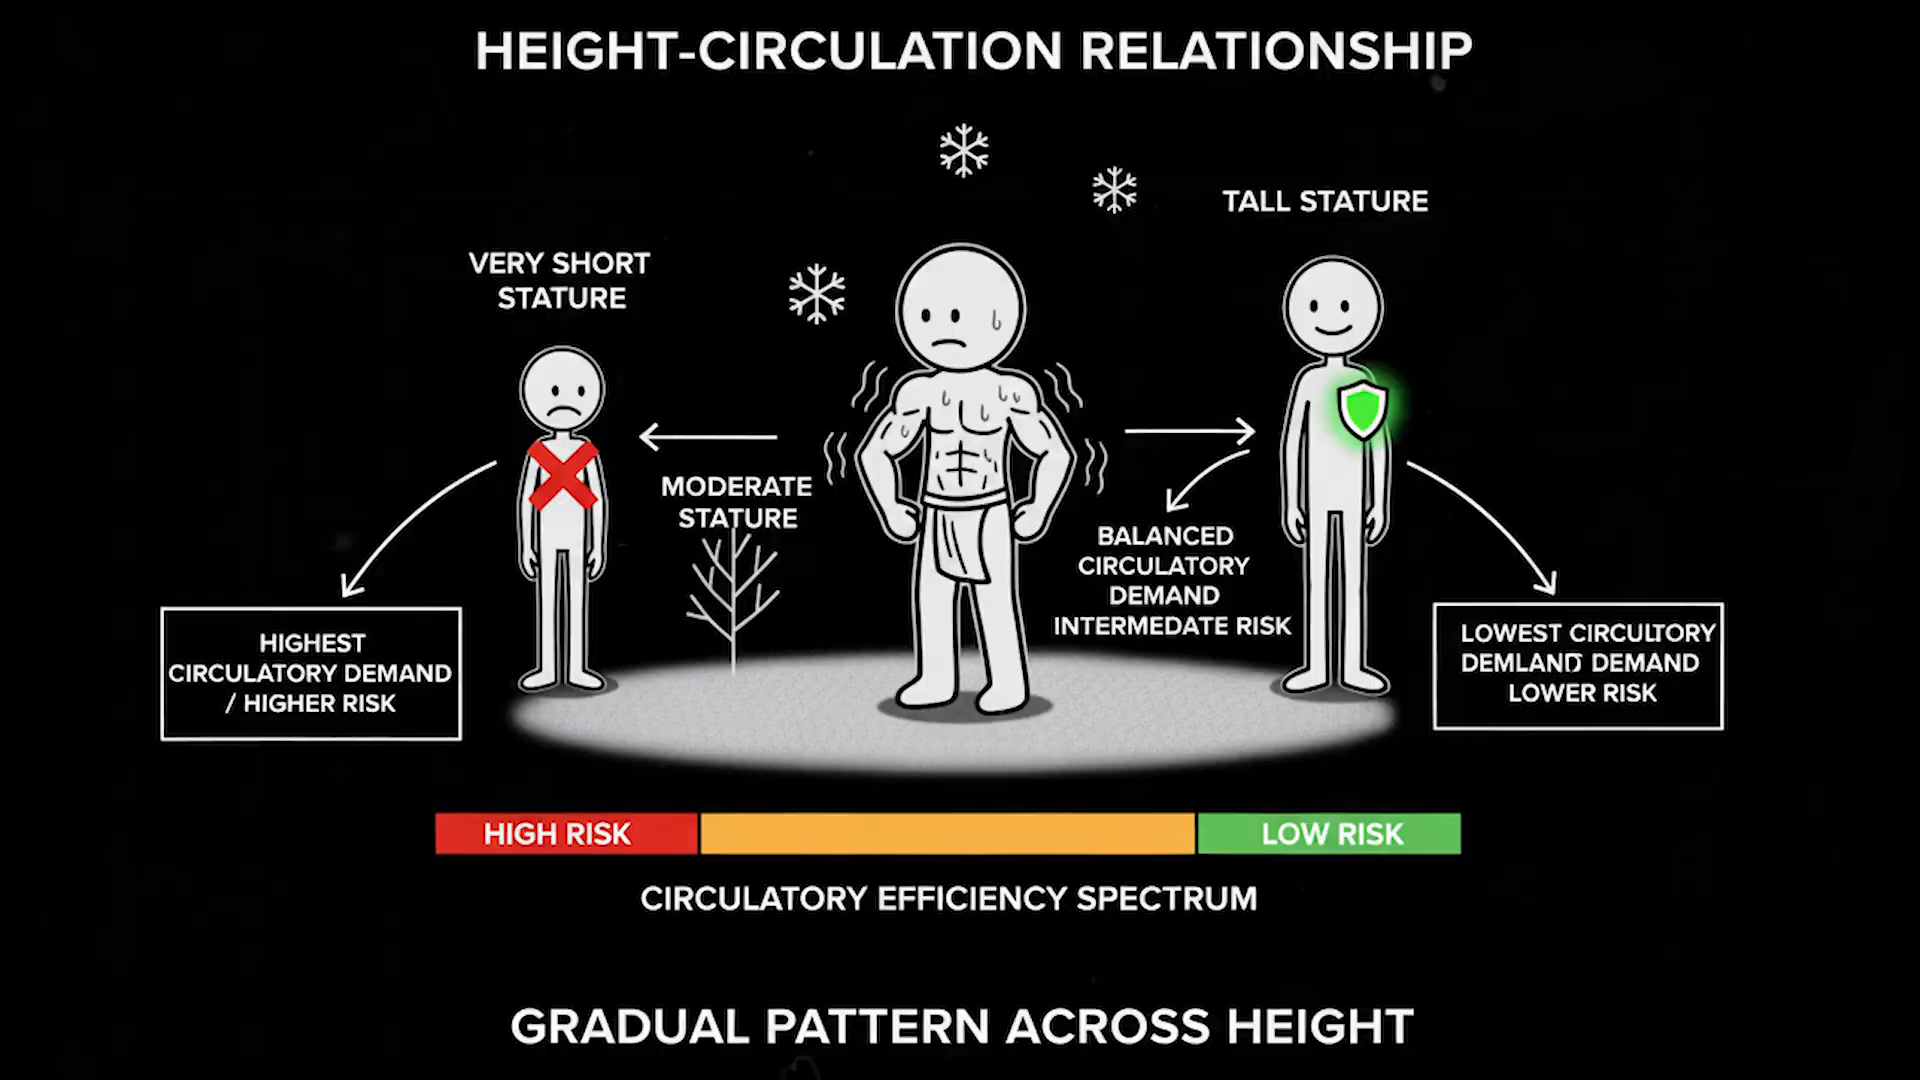 HEIGHT-CIRCULATION RELATIONSHIP
TALL STATURE
VERY SHORT
STATURE
MODERATE
STATURE
BALANCED
CIRCULATORY
DEMAND
INTERMEDATE RISK
HIGHEST
CIRCULATORY DEMAND
/ HIGHER RISK
LOWEST CIRCULTORY
DEMLAND DEMAND
LOWER RISK
HIGH RISK
LOW RISK
CIRCULATORY EFFICIENCY SPECTRUM
GRADUAL PATTERN ACROSS HEIGHT